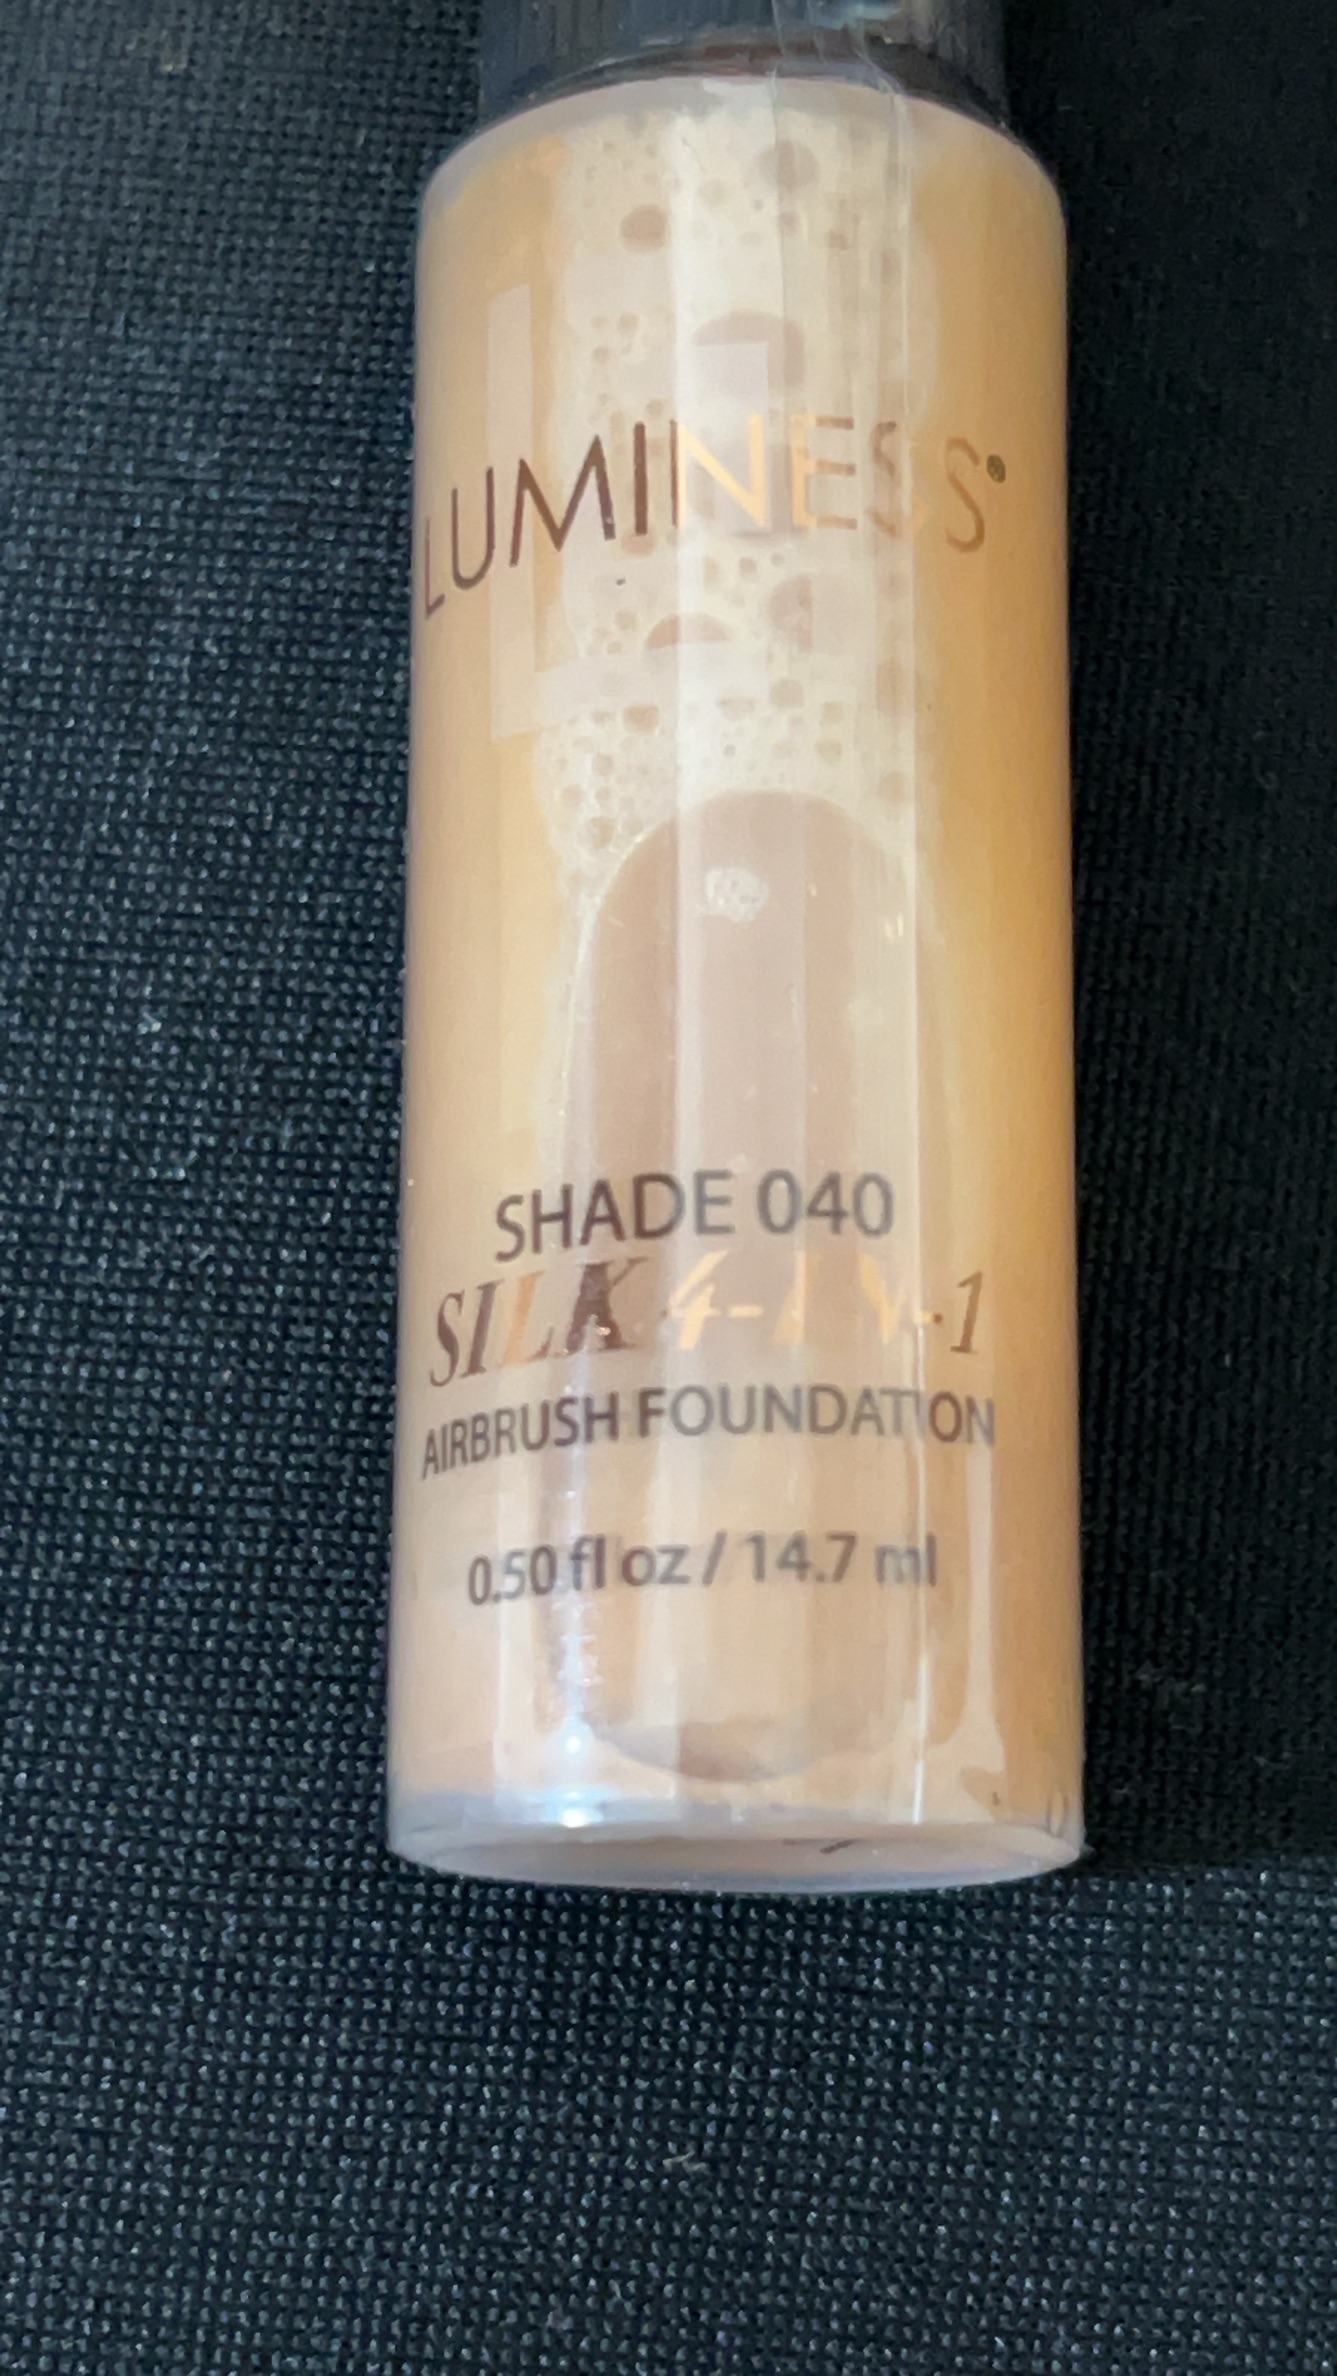 LUMINESS®
SHADE 040
SILK 4-IN-1
AIRBRUSH FOUNDATION
0.50 fl oz / 14.7 ml